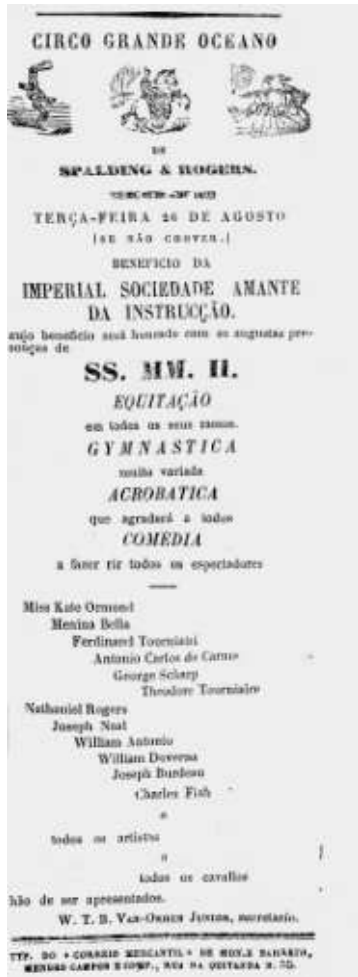 CIRCO GRANDE OCEANO
DE
SPALDING & ROGERS.
TERÇA-FEIRA 26 DE AGOSTO
(SE NÃO CHOVER.)
BENEFICIO DA
IMPERIAL SOCIEDADE AMANTE
DA INSTRUCÇÃO.
cujo beneficio será honrado com as augustas pre-
senças de
SS. MM. II.
EQUITAÇÃO
em todos os seus ramos.
GYMNASTICA
muito variada
ACROBATICA
que agradará a todos
COMEDIA
a fazer rir todos os espectadores
Miss Kate Ormond
Menina Bella
Ferdinand Tourniaire
Antonio Carlos do Carmo
George Scharp
Theodore Tourniaire
Nathaniel Rogers
Joseph Neal
William Antonio
William Doverna
Joseph Burdeau
Charles Fish
e
todos os artistas
e
todos os cavallos
hão de ser apresentados.
W. T. B. VAN-ORDEN JUNIOR, secretario.
TYP. DO « CORREIO MERCANTIL » DE MONIZ BARRETO,
MENDES CAMPOS E COMP., RUA DA QUITANDA N. 55.